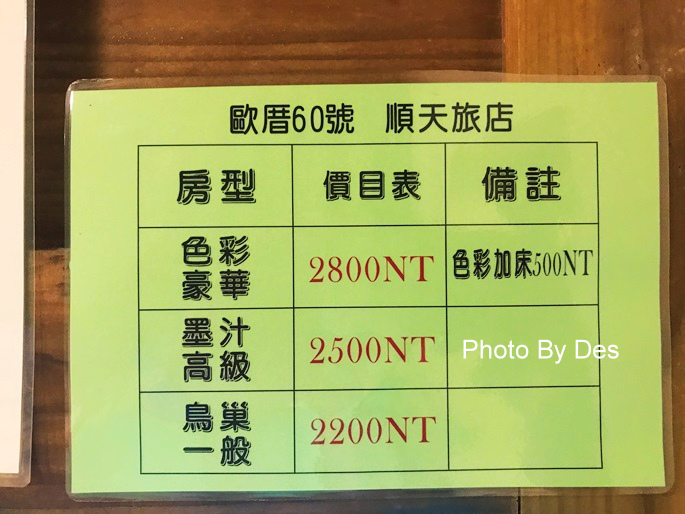 歐厝60號 順天旅店
房型 價目表 備註
色彩
豪華
2800NT
色彩加床500NT
墨汁
高級
2500NT
Photo By Des
鳥巢
一般
2200NT